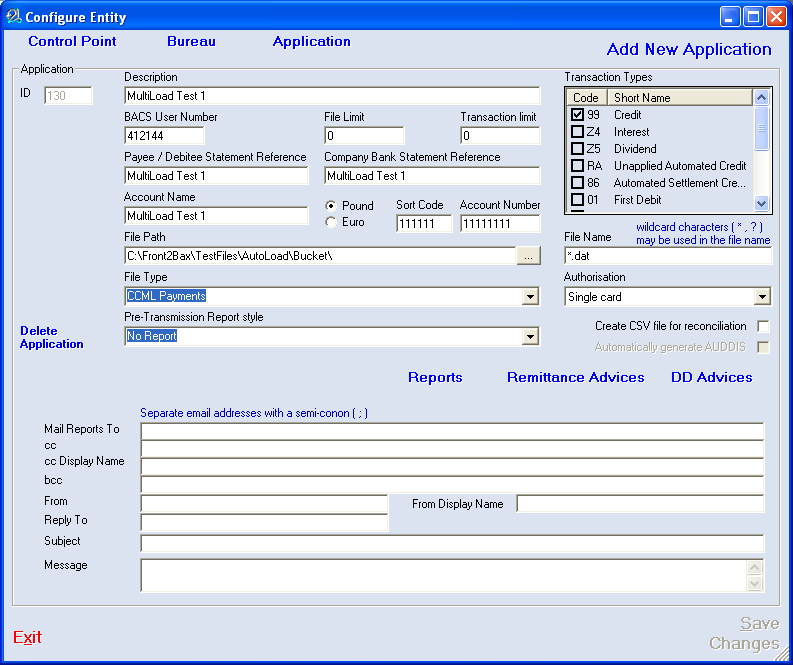 Configure Entity
Control Point Bureau Application Add New Application
Application
ID 130
Description
MultiLoad Test 1
BACS User Number File Limit Transaction limit
412144 0 0
Payee / Debitee Statement Reference Company Bank Statement Reference
MultiLoad Test 1 MultiLoad Test 1
Account Name
MultiLoad Test 1
Pound
Euro
Sort Code Account Number
111111 11111111
File Path
C:\Front2Bax\TestFiles\AutoLoad\Bucket\ ...
File Type
CCML Payments
Pre-Transmission Report style
No Report
Transaction Types
Code Short Name
99 Credit
Z4 Interest
Z5 Dividend
RA Unapplied Automated Credit
86 Automated Settlement Cre...
01 First Debit
wildcard characters ( * , ? )
File Name may be used in the file name
*.dat
Authorisation
Single card
Create CSV file for reconciliation
Automatically generate AUDDIS
Delete
Application
Reports Remittance Advices DD Advices
Separate email addresses with a semi-conon ( ; )
Mail Reports To
cc
cc Display Name
bcc
From From Display Name
Reply To
Subject
Message
Exit
Save
Changes